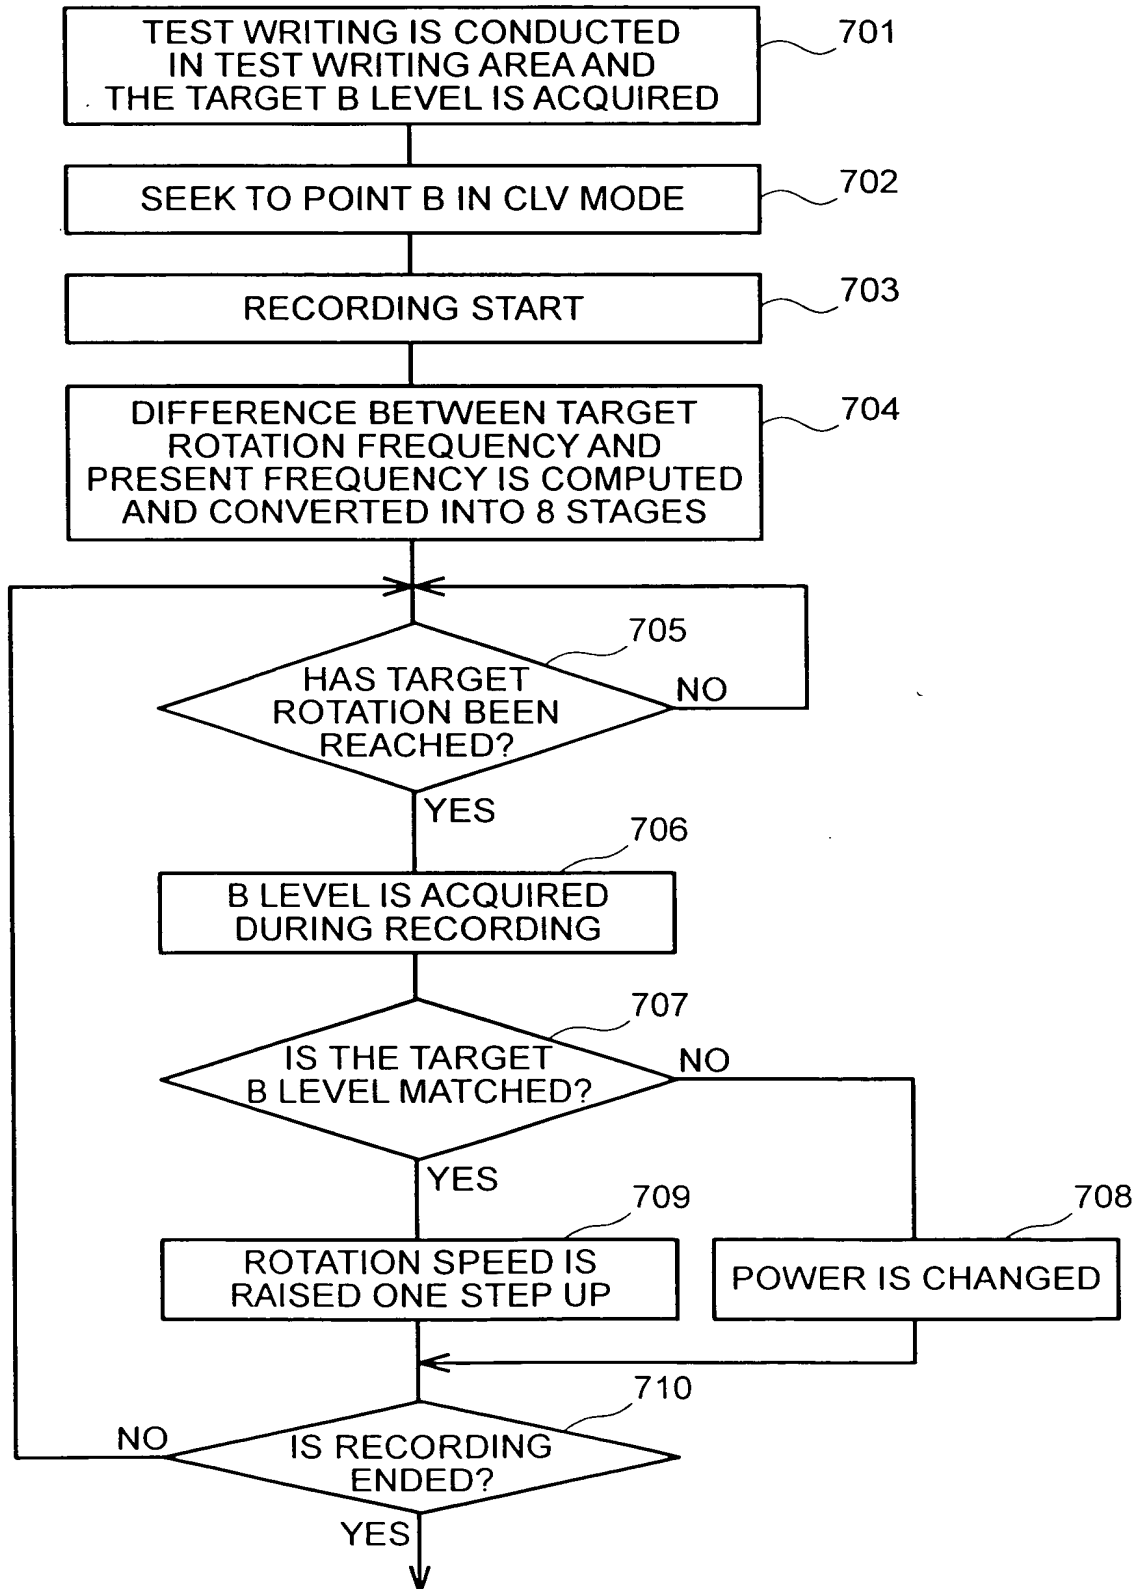 TEST WRITING IS CONDUCTED
IN TEST WRITING AREA AND
THE TARGET B LEVEL IS ACQUIRED
701
SEEK TO POINT B IN CLV MODE
702
RECORDING START
703
DIFFERENCE BETWEEN TARGET
ROTATION FREQUENCY AND
PRESENT FREQUENCY IS COMPUTED
AND CONVERTED INTO 8 STAGES
704
705
HAS TARGET
ROTATION BEEN
REACHED?
NO
YES
706
B LEVEL IS ACQUIRED
DURING RECORDING
707
IS THE TARGET
B LEVEL MATCHED?
NO
YES
709
ROTATION SPEED IS
RAISED ONE STEP UP
708
POWER IS CHANGED
710
IS RECORDING
ENDED?
NO
YES